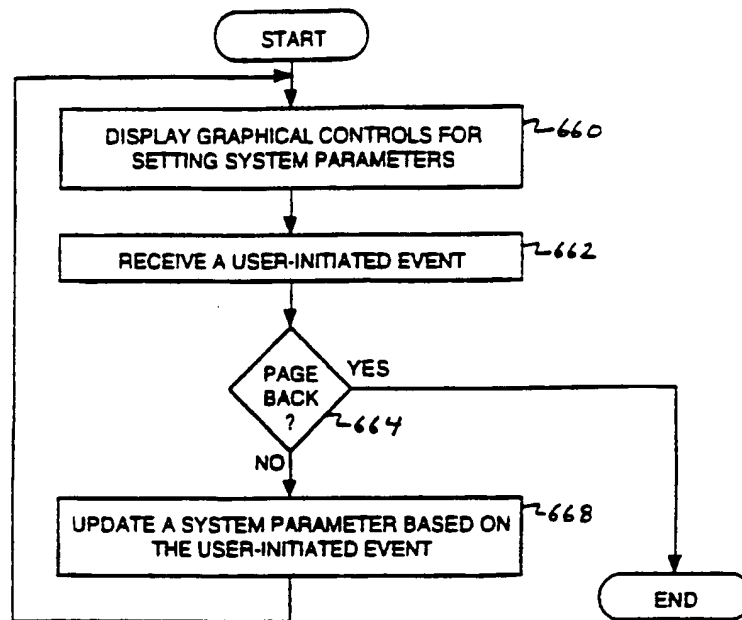 START
DISPLAY GRAPHICAL CONTROLS FOR
SETTING SYSTEM PARAMETERS
660
RECEIVE A USER-INITIATED EVENT
662
PAGE
BACK
?
YES
664
NO
UPDATE A SYSTEM PARAMETER BASED ON
THE USER-INITIATED EVENT
668
END